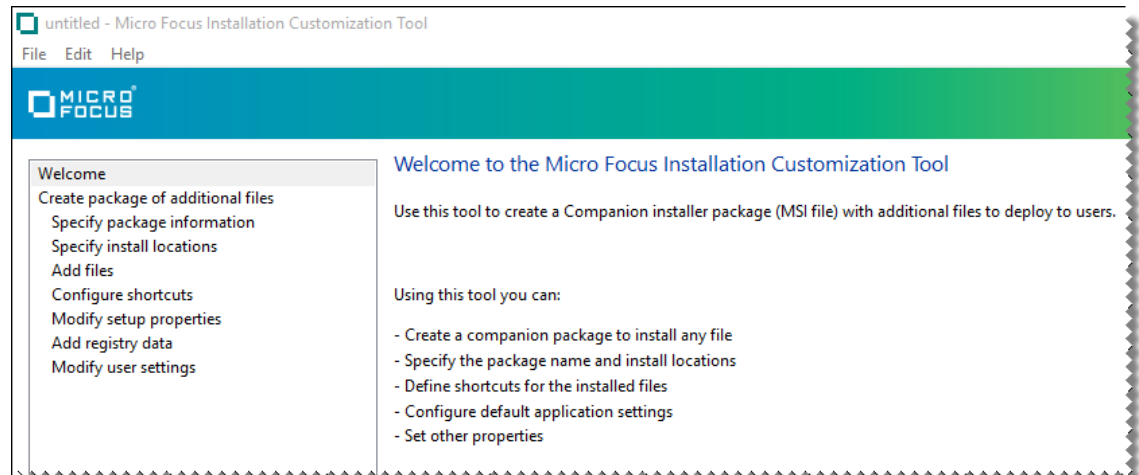 untitled - Micro Focus Installation Customization Tool
File Edit Help
MICRO
FOCUS
Welcome
Create package of additional files
Specify package information
Specify install locations
Add files
Configure shortcuts
Modify setup properties
Add registry data
Modify user settings
Welcome to the Micro Focus Installation Customization Tool
Use this tool to create a Companion installer package (MSI file) with additional files to deploy to users.
Using this tool you can:
- Create a companion package to install any file
- Specify the package name and install locations
- Define shortcuts for the installed files
- Configure default application settings
- Set other properties